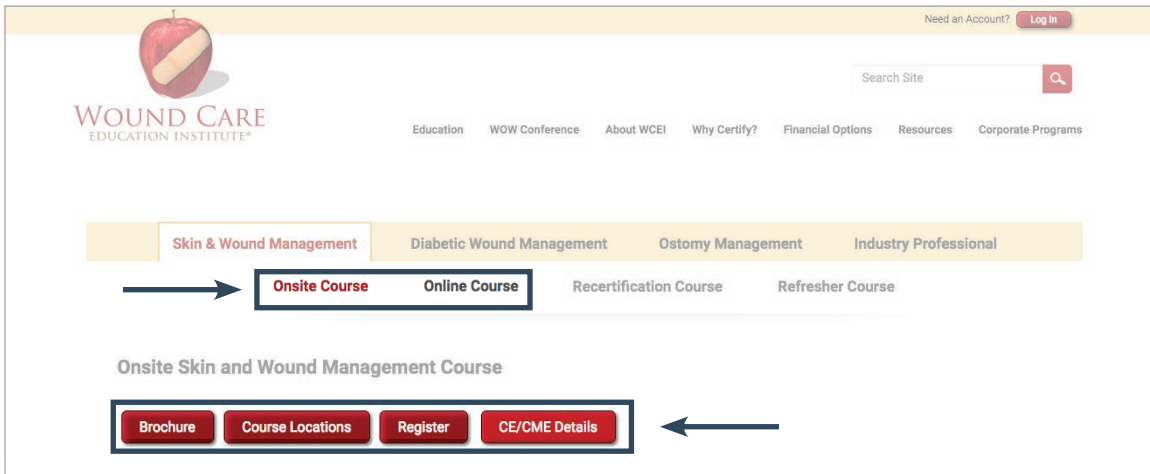 Need an Account? Log In
Search Site
WOUND CARE
EDUCATION INSTITUTE®
Education WOW Conference About WCEI Why Certify? Financial Options Resources Corporate Programs
Skin & Wound Management Diabetic Wound Management Ostomy Management Industry Professional
Onsite Course Online Course Recertification Course Refresher Course
Onsite Skin and Wound Management Course
Brochure Course Locations Register CE/CME Details